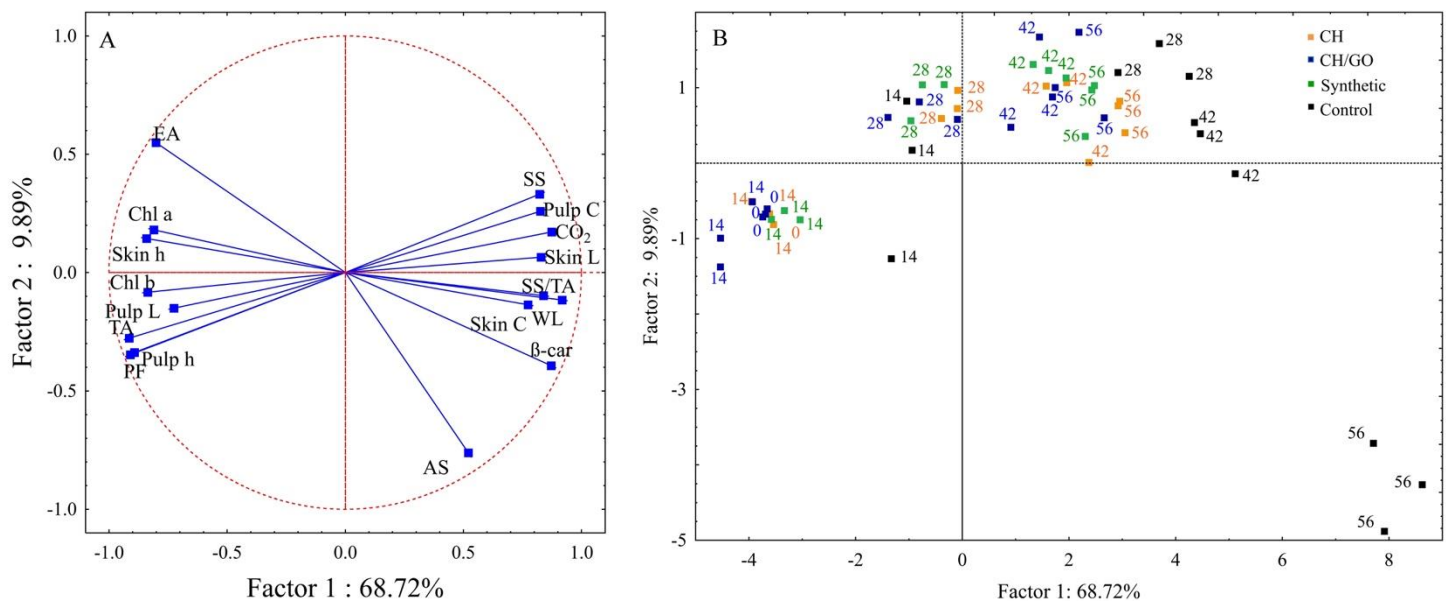 A
1.0
0.5
0.0
-0.5
-1.0
Factor 2 : 9.89%
EA
Chl a
Skin h
Chl b
Pulp L
TA
Pulp h
PF
SS
Pulp C
CO₂
Skin L
SS/TA
WL
Skin C
β-car
AS
-1.0 -0.5 0.0 0.5 1.0
Factor 1 : 68.72%
B
1
-1
-3
-5
Factor 2: 9.89%
CH
CH/GO
Synthetic
Control
42 56 28
42 42 42 42 56 28 28
28 28 28
14 28 28 42 56 56 56
28 28 28 28 42 42 56 56 56 42
14 42 42
42
14 14
14 0 0 14
0 14
14 0 14 14 0
14 14
14
56
56
56
-4 -2 0 2 4 6 8
Factor 1: 68.72%